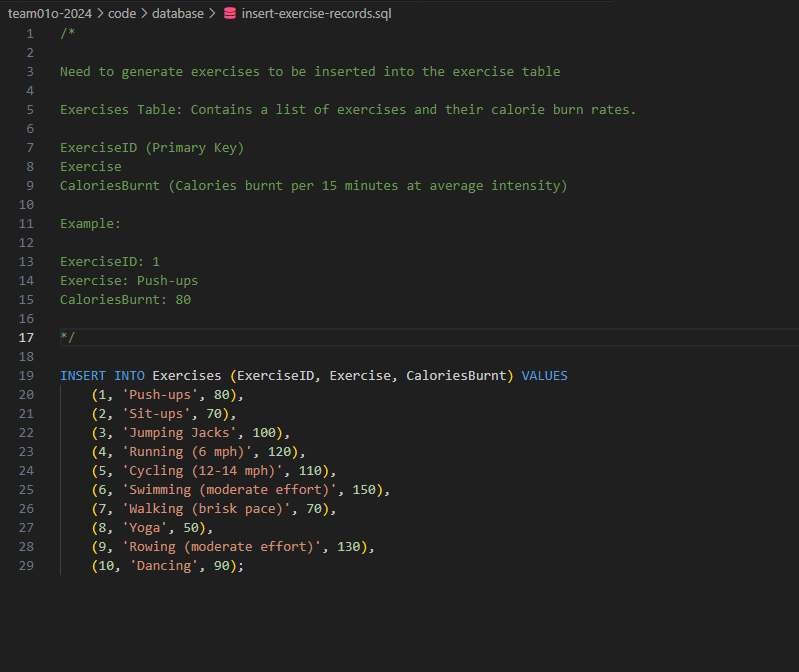 team01o-2024 > code > database > insert-exercise-records.sql
1 /*
2
3 Need to generate exercises to be inserted into the exercise table
4
5 Exercises Table: Contains a list of exercises and their calorie burn rates.
6
7 ExerciseID (Primary Key)
8 Exercise
9 CaloriesBurnt (Calories burnt per 15 minutes at average intensity)
10
11 Example:
12
13 ExerciseID: 1
14 Exercise: Push-ups
15 CaloriesBurnt: 80
16
17 */
18
19 INSERT INTO Exercises (ExerciseID, Exercise, CaloriesBurnt) VALUES
20 (1, 'Push-ups', 80),
21 (2, 'Sit-ups', 70),
22 (3, 'Jumping Jacks', 100),
23 (4, 'Running (6 mph)', 120),
24 (5, 'Cycling (12-14 mph)', 110),
25 (6, 'Swimming (moderate effort)', 150),
26 (7, 'Walking (brisk pace)', 70),
27 (8, 'Yoga', 50),
28 (9, 'Rowing (moderate effort)', 130),
29 (10, 'Dancing', 90);